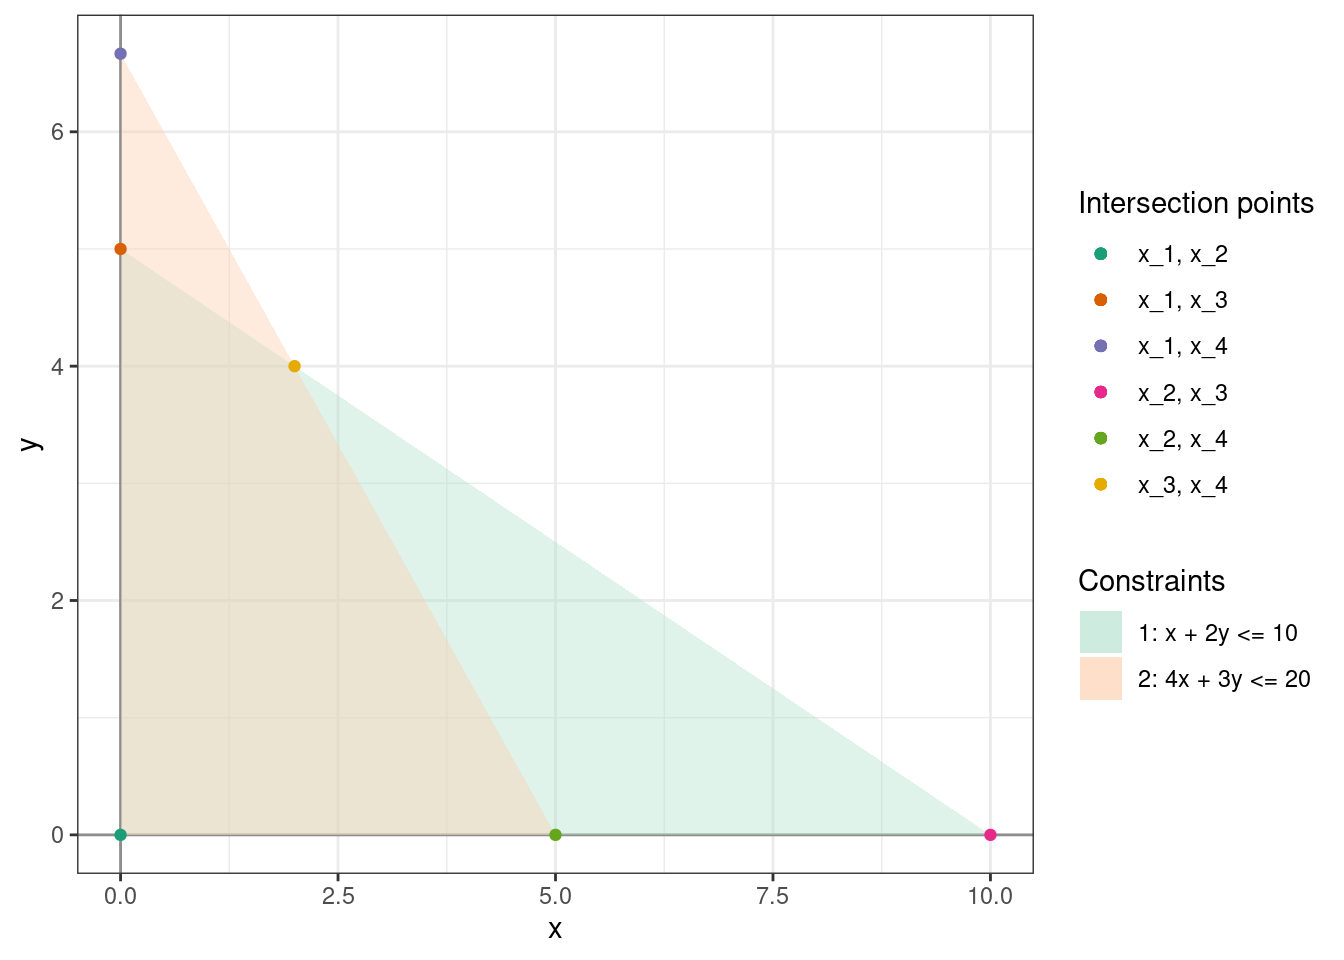 6
4
2
0
y
0.0
2.5
5.0
7.5
10.0
x
Intersection points
x_1, x_2
x_1, x_3
x_1, x_4
x_2, x_3
x_2, x_4
x_3, x_4
Constraints
1: x + 2y <= 10
2: 4x + 3y <= 20